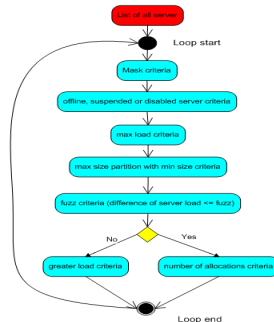 List of all server
Loop start
Mask criteria
offline, suspended or disabled server criteria
max load criteria
max size partition with min size criteria
fuzz criteria (difference of server load <= fuzz)
No
Yes
greater load criteria
number of allocations criteria
Loop end